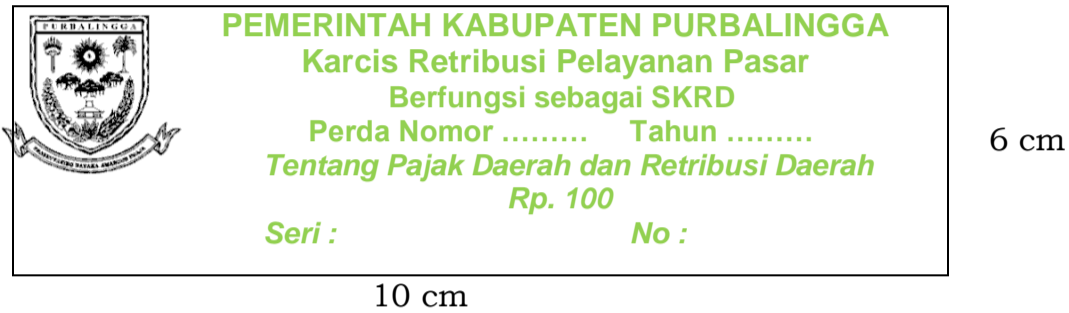 PURBALINGGA
PEMERINTAH KABUPATEN PURBALINGGA
Karcis Retribusi Pelayanan Pasar
Berfungsi sebagai SKRD
Perda Nomor ......... Tahun .........
Tentang Pajak Daerah dan Retribusi Daerah
Rp. 100
Seri : No :
6 cm
10 cm